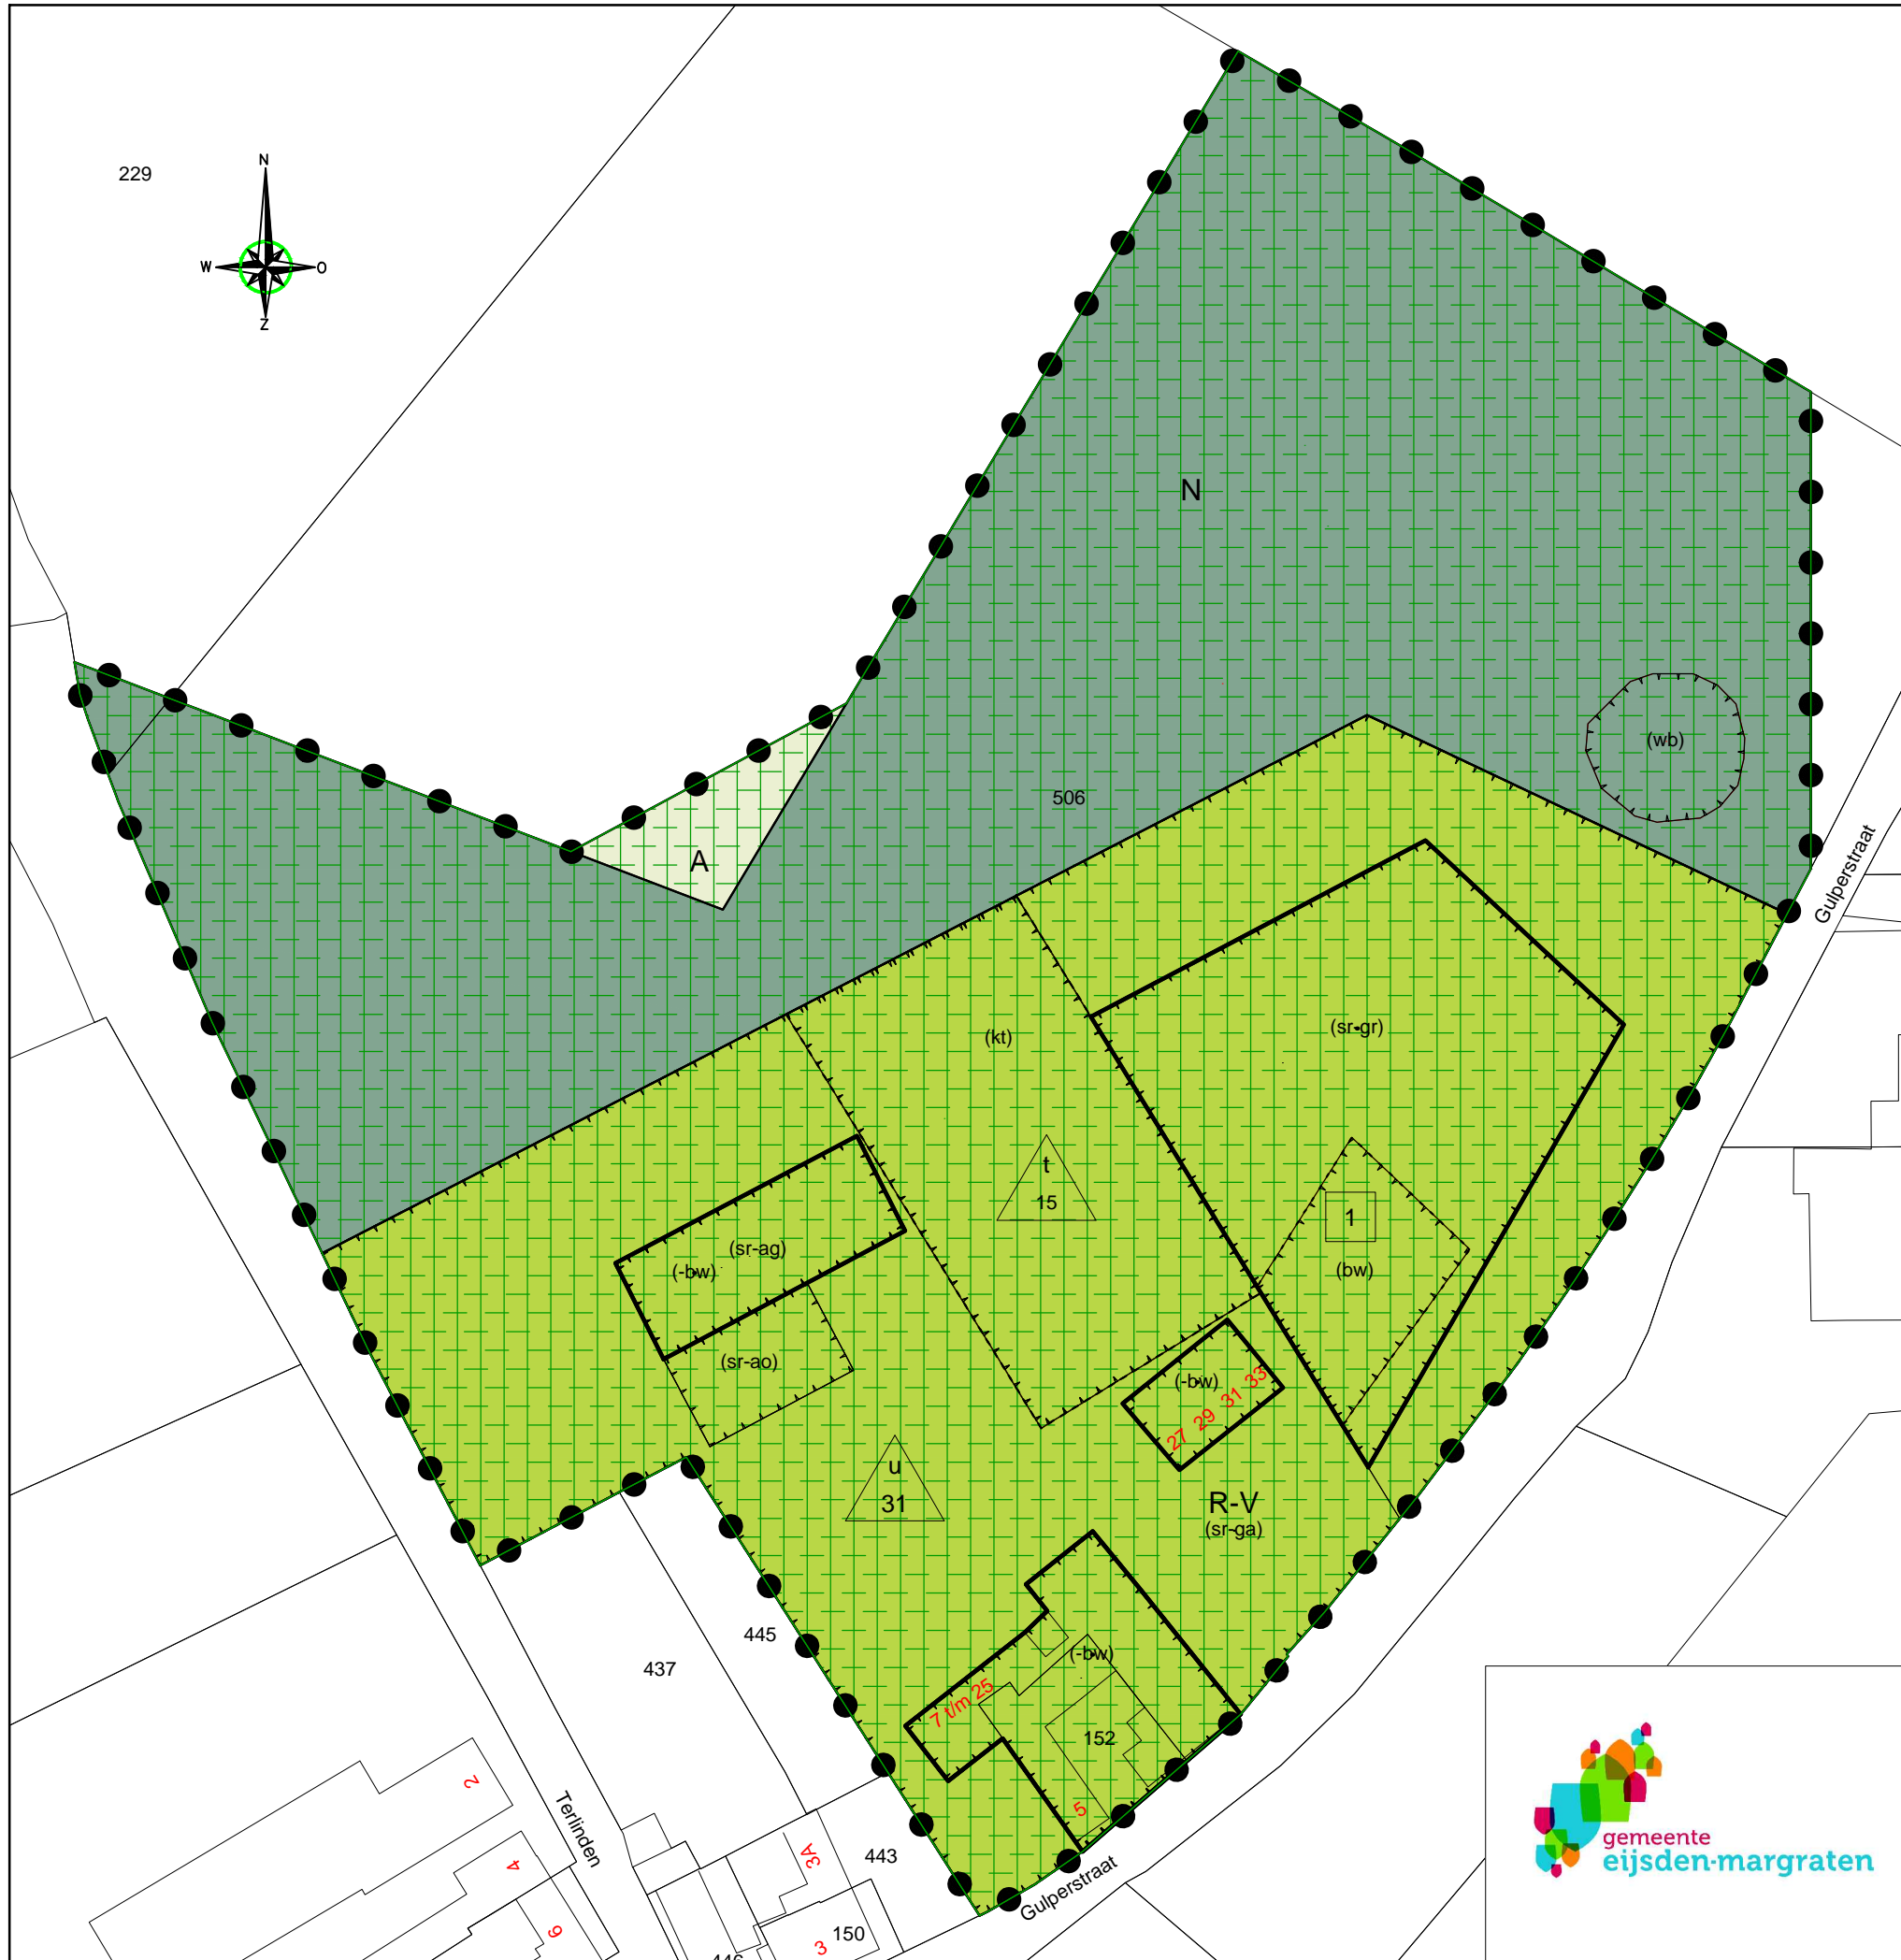 229
N
W
O
Z
N
(wb)
506
Gulperstraat
A
(kt)
(sr-gr)
t
15
1
(sr-ag)
(-bw)
(bw)
(sr-ao)
(-bw)
27 29 31 33
u
31
R-V
(sr-ga)
445
437
(-bw)
7 t/m 25
152
5
2
Terlinden
4
3A
443
Gulperstraat
6
150
3
gemeente
eijsden-margraten